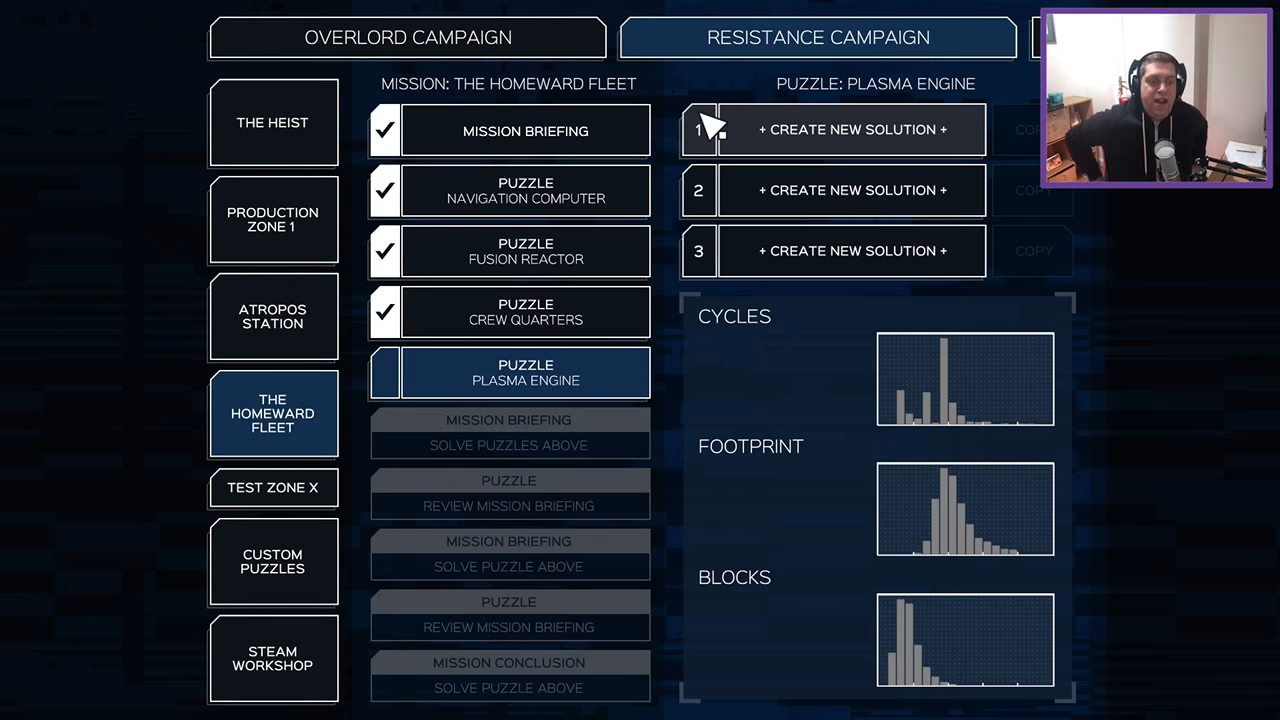 OVERLORD CAMPAIGN
RESISTANCE CAMPAIGN
THE HEIST
PRODUCTION
ZONE 1
ATROPOS
STATION
THE
HOMEWARD
FLEET
TEST ZONE X
CUSTOM
PUZZLES
STEAM
WORKSHOP
MISSION: THE HOMEWARD FLEET
MISSION BRIEFING
PUZZLE
NAVIGATION COMPUTER
PUZZLE
FUSION REACTOR
PUZZLE
CREW QUARTERS
PUZZLE
PLASMA ENGINE
MISSION BRIEFING
SOLVE PUZZLES ABOVE
PUZZLE
REVIEW MISSION BRIEFING
MISSION BRIEFING
SOLVE PUZZLE ABOVE
PUZZLE
REVIEW MISSION BRIEFING
MISSION CONCLUSION
SOLVE PUZZLE ABOVE
PUZZLE: PLASMA ENGINE
1 + CREATE NEW SOLUTION +
2 + CREATE NEW SOLUTION + COPY
3 + CREATE NEW SOLUTION + COPY
CYCLES
FOOTPRINT
BLOCKS